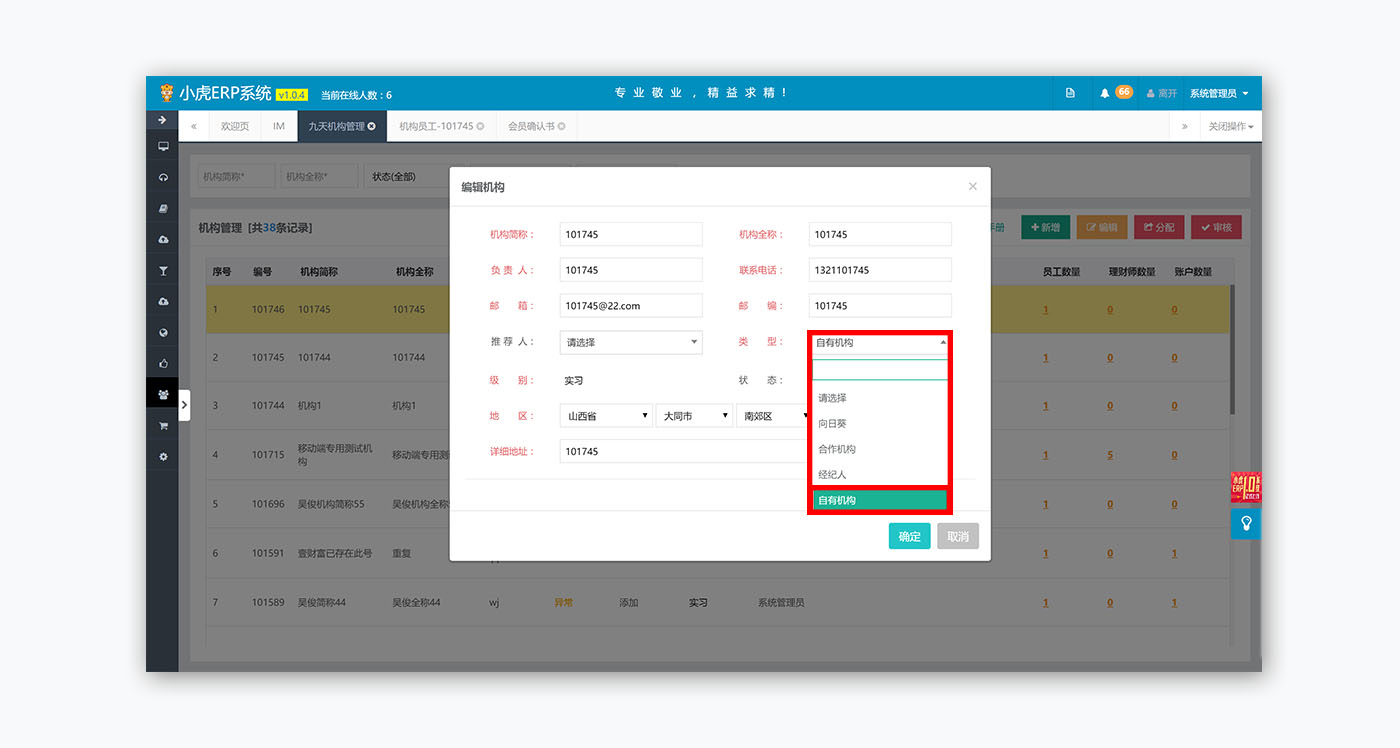 小虎ERP系统 v1.0.4 当前在线人数：6
专 业 敬 业 ，精 益 求 精！
66 离开 系统管理员
欢迎页 IM 九天机构管理 机构员工-101745 会员确认书 关闭操作
机构简称* 机构全称* 状态(全部)
机构管理 [共38条记录]
新增 编辑 分配 审核
序号 编号 机构简称 机构全称 员工数量 理财师数量 账户数量
1 101746 101745 101745 1 0 0
2 101745 101744 101744 1 0 0
3 101744 机构1 机构1 1 0 0
4 101715 移动端专用测试机构 移动端专用测 1 5 0
5 101696 吴俊机构简称55 吴俊机构全称 1 0 0
6 101591 壹财富已存在此号 重复 1 0 1
7 101589 吴俊简称44 吴俊全称44 wj 异常 添加 实习 系统管理员 1 0 1
编辑机构 ×
机构简称： 101745 机构全称： 101745
负 责 人： 101745 联系电话： 1321101745
邮 箱： 101745@22.com 邮 编： 101745
推 荐 人： 请选择 类 型： 自有机构
级 别： 实习 状 态：
地 区： 山西省 大同市 南郊区
详细地址： 101745
请选择
向日葵
合作机构
经纪人
自有机构
确定 取消